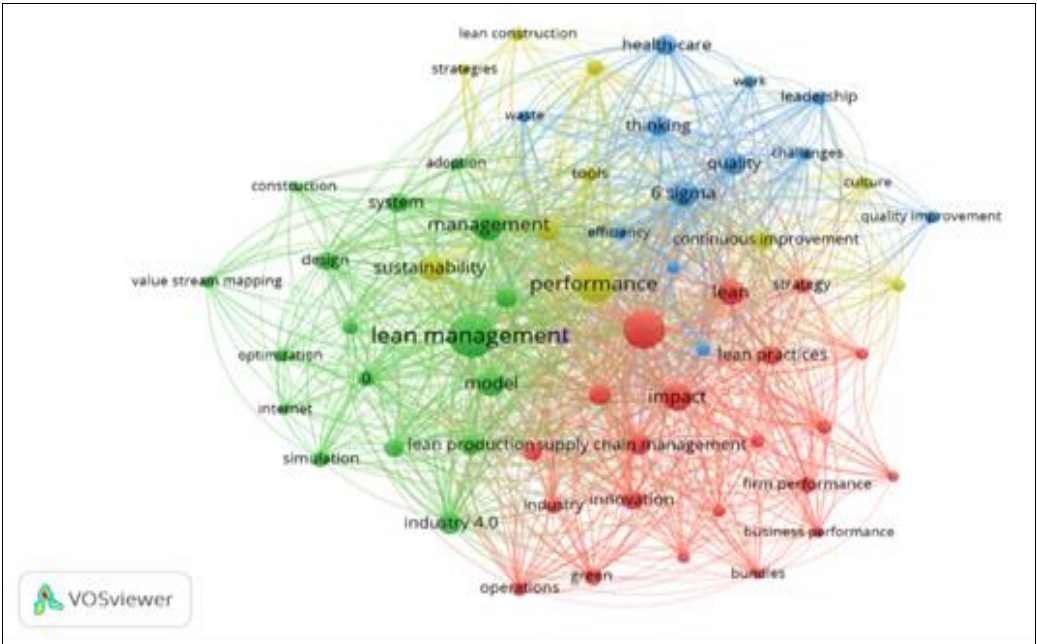 lean construction
health care
strategies
work
leadership
waste
thinking
adoption
tools
quality
challenges
culture
construction
system
6 sigma
quality improvement
management
efficiency
continuous improvement
design
sustainability
value stream mapping
performance
lean
strategy
lean management
optimization
lean practices
0
model
impact
internet
lean production
supply chain management
simulation
firm performance
industry
innovation
industry 4.0
business performance
operations
green
bundles
VOSviewer